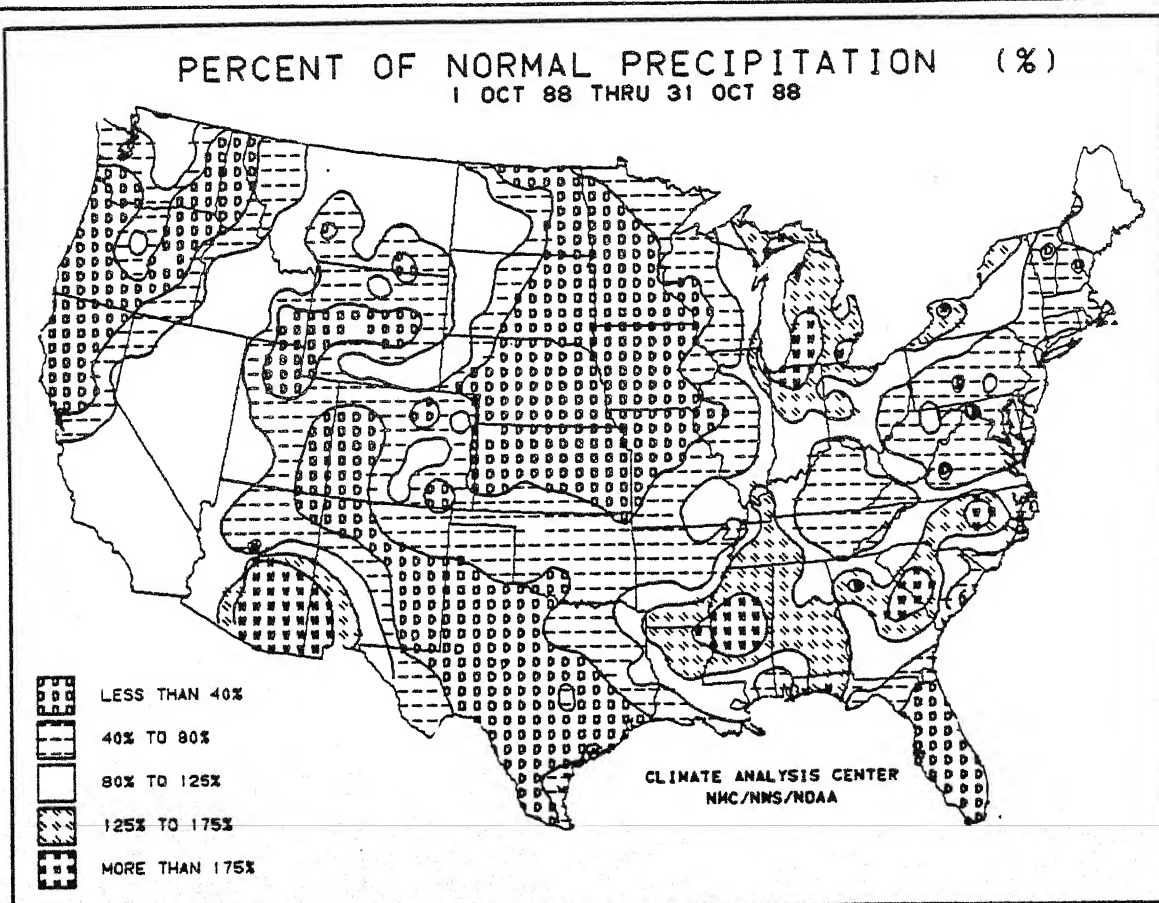 PERCENT OF NORMAL PRECIPITATION (%)
1 OCT 88 THRU 31 OCT 88
CLIMATE ANALYSIS CENTER
NMC/NWS/NOAA
LESS THAN 40%
40% TO 80%
80% TO 125%
125% TO 175%
MORE THAN 175%